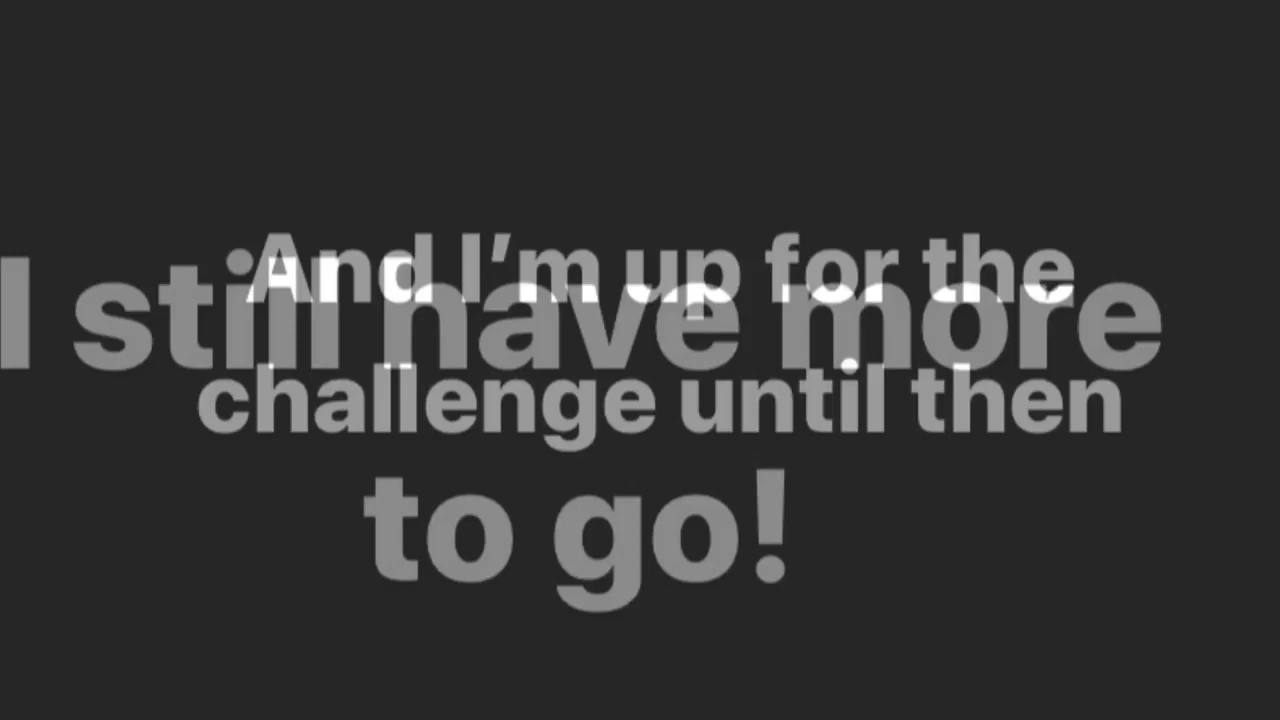 And I’m up for the
I still have more
challenge until then
to go!